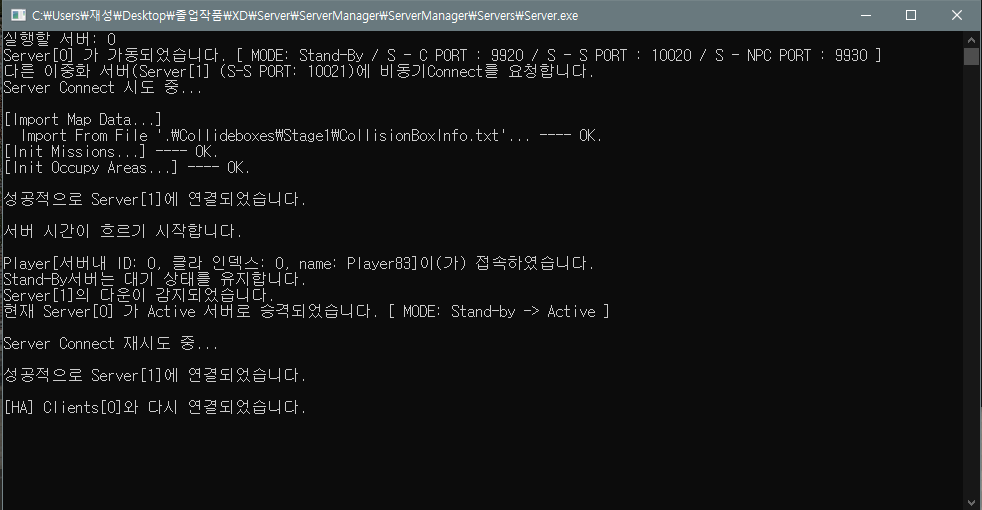 C:₩Users₩재성₩Desktop₩졸업작품₩XD₩Server₩ServerManager₩ServerManager₩Servers₩Server.exe
실행할 서버: 0
Server[0] 가 가동되었습니다. [ MODE: Stand-By / S - C PORT : 9920 / S - S PORT : 10020 / S - NPC PORT : 9930 ]
다른 이중화 서버(Server[1] (S-S PORT: 10021)에 비동기Connect를 요청합니다.
Server Connect 시도 중...
[Import Map Data...]
Import From File '.₩Collideboxes₩Stage1₩CollisionBoxInfo.txt'... ---- OK.
[Init Missions...] ---- OK.
[Init Occupy Areas...] ---- OK.
성공적으로 Server[1]에 연결되었습니다.
서버 시간이 흐르기 시작합니다.
Player[서버내 ID: 0, 클라 인덱스: 0, name: Player83]이(가) 접속하였습니다.
Stand-By서버는 대기 상태를 유지합니다.
Server[1]의 다운이 감지되었습니다.
현재 Server[0] 가 Active 서버로 승격되었습니다. [ MODE: Stand-by -> Active ]
Server Connect 재시도 중...
성공적으로 Server[1]에 연결되었습니다.
[HA] Clients[0]와 다시 연결되었습니다.